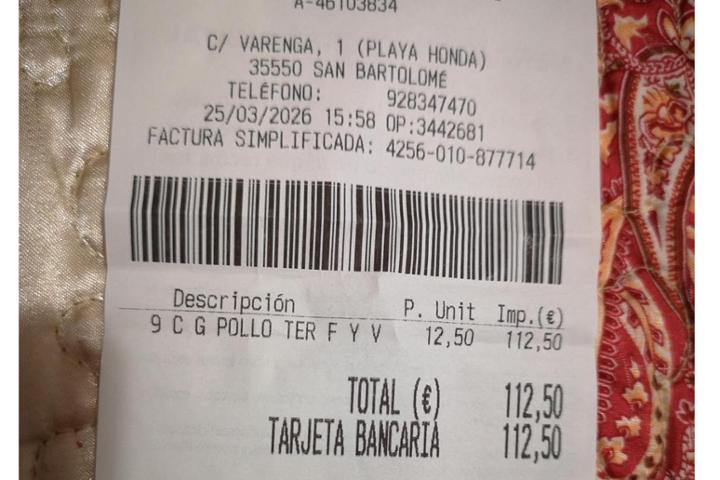 A-46103834
C/ VARENGA, 1 (PLAYA HONDA)
35550 SAN BARTOLOMÉ
TELÉFONO: 928347470
25/03/2026 15:58 OP:3442681
FACTURA SIMPLIFICADA: 4256-010-877714
Descripción P. Unit Imp.(€)
9 C G POLLO TER F Y V 12,50 112,50
TOTAL (€) 112,50
TARJETA BANCARIA 112,50